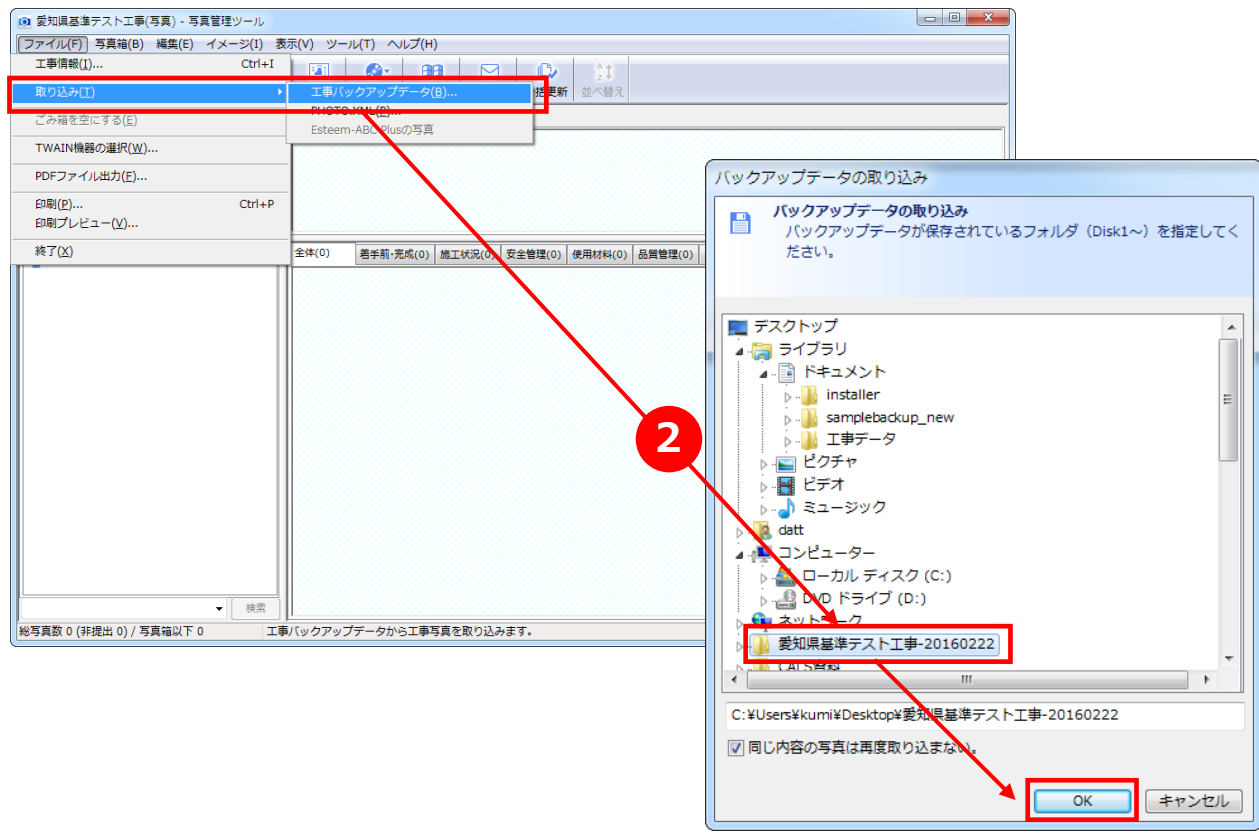 愛知県基準テスト工事(写真) - 写真管理ツール
ファイル(F) 写真箱(B) 編集(E) イメージ(I) 表示(V) ツール(T) ヘルプ(H)
工事情報(I)... Ctrl+I
取り込み(T)
工事バックアップデータ(B)...
括更新 並べ替え
PHOTO.XML(P)...
ごみ箱を空にする(E)
Esteem-ABC Plusの写真
TWAIN機器の選択(W)...
PDFファイル出力(F)...
印刷(P)... Ctrl+P
印刷プレビュー(V)...
終了(X)
全体(0) 着手前・完成(0) 施工状況(0) 安全管理(0) 使用材料(0) 品質管理(0)
検索
総写真数 0 (非提出 0) / 写真箱以下 0
工事バックアップデータから工事写真を取り込みます。
2
バックアップデータの取り込み
バックアップデータの取り込み
バックアップデータが保存されているフォルダ（Disk1～）を指定してく
ださい。
デスクトップ
ライブラリ
ドキュメント
installer
samplebackup_new
工事データ
ピクチャ
ビデオ
ミュージック
datt
コンピューター
ローカル ディスク (C:)
DVD ドライブ (D:)
ネットワーク
愛知県基準テスト工事-20160222
CALS資料
C:¥Users¥kumi¥Desktop¥愛知県基準テスト工事-20160222
同じ内容の写真は再度取り込まない。
OK キャンセル